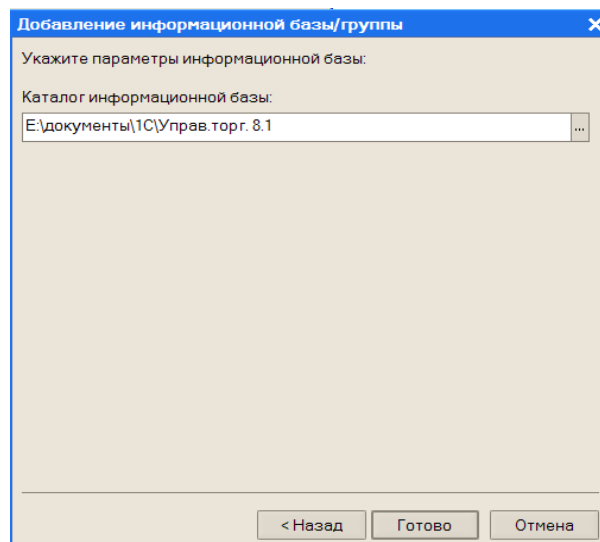 Добавление информационной базы/группы
Укажите параметры информационной базы:
Каталог информационной базы:
E:\документы\1С\Управ.торг. 8.1
...
< Назад
Готово
Отмена